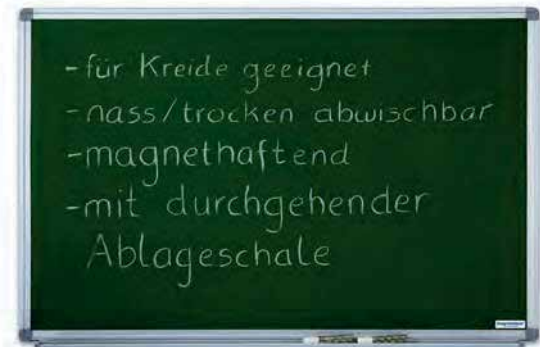 -für Kreide geeignet
-nass/trocken abwischbar
-magnethaftend
-mit durchgehender
Ablageschale